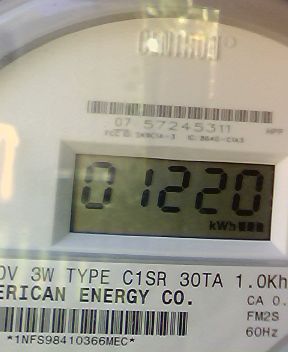 07 57245311
01220
kWh
0V 3W TYPE C1SR 30TA 1.0Kh
ERICAN ENERGY CO.
CA 0.
FM2S
*1NFS98410366MEC*
60Hz